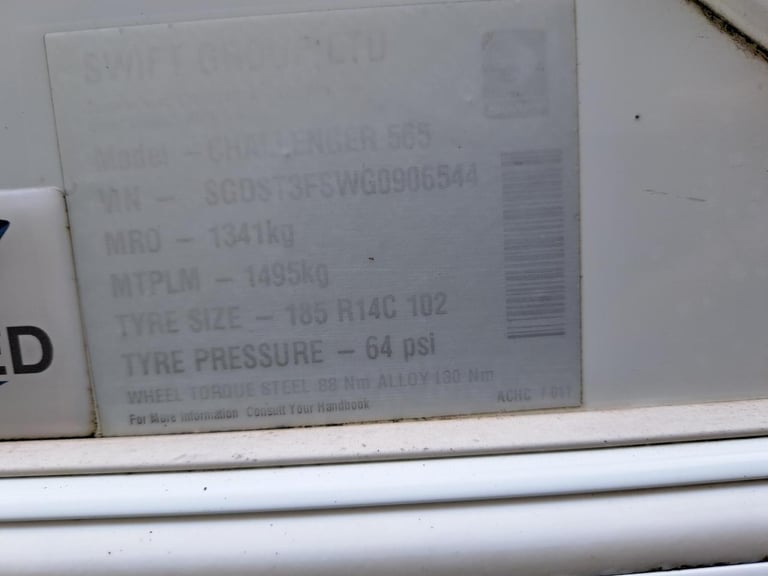 SWIFT GROUP LTD
Model - CHALLENGER 565
VIN - SGDST3FSWG0906544
MRO - 1341kg
MTPLM - 1495kg
TYRE SIZE - 185 R14C 102
TYRE PRESSURE - 64 psi
WHEEL TORQUE STEEL 88 Nm ALLOY 130 Nm
For More Information Consult Your Handbook
ED